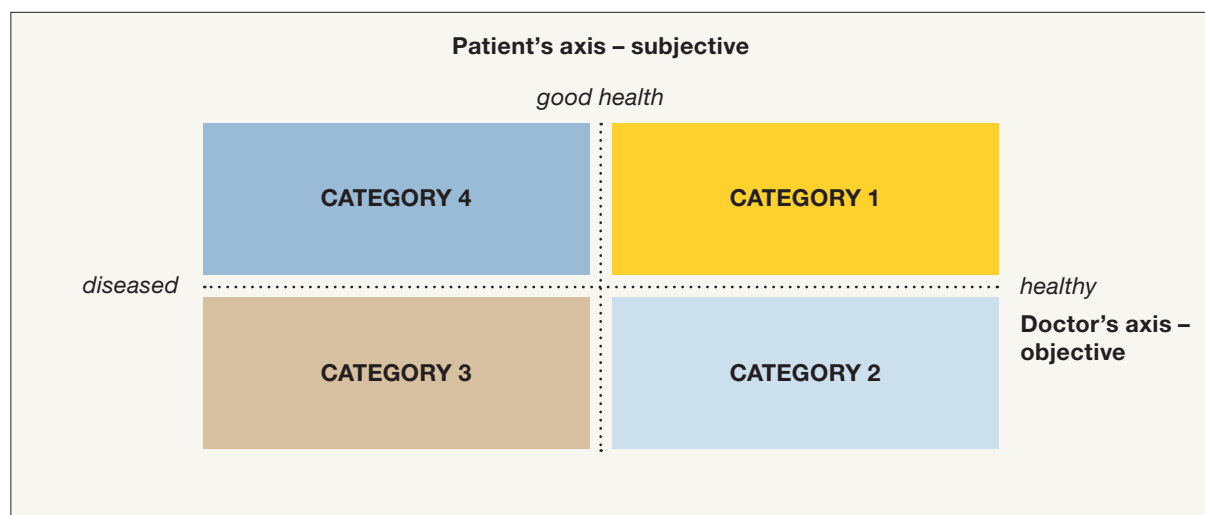 Patient’s axis – subjective
good health
CATEGORY 4
CATEGORY 1
diseased
healthy
Doctor’s axis –
objective
CATEGORY 3
CATEGORY 2